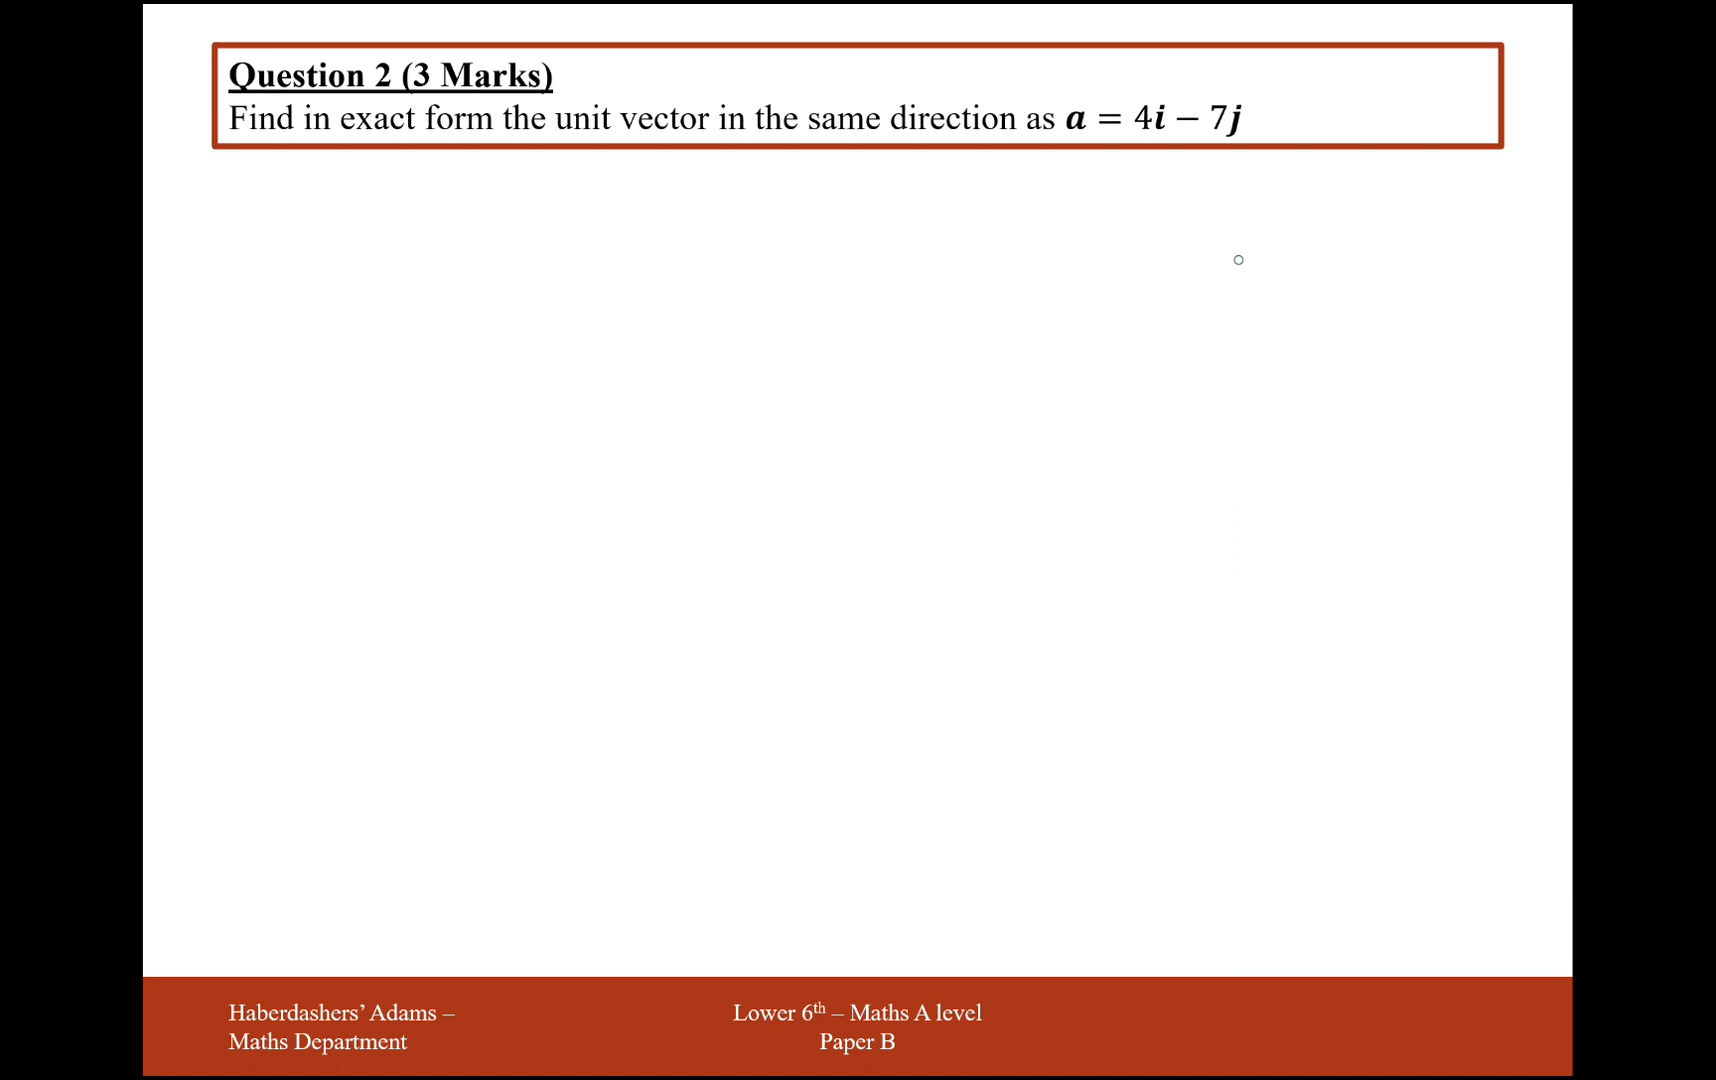 Question 2 (3 Marks)
Find in exact form the unit vector in the same direction as a = 4i − 7j
Haberdashers’ Adams –
Maths Department
Lower 6th – Maths A level
Paper B